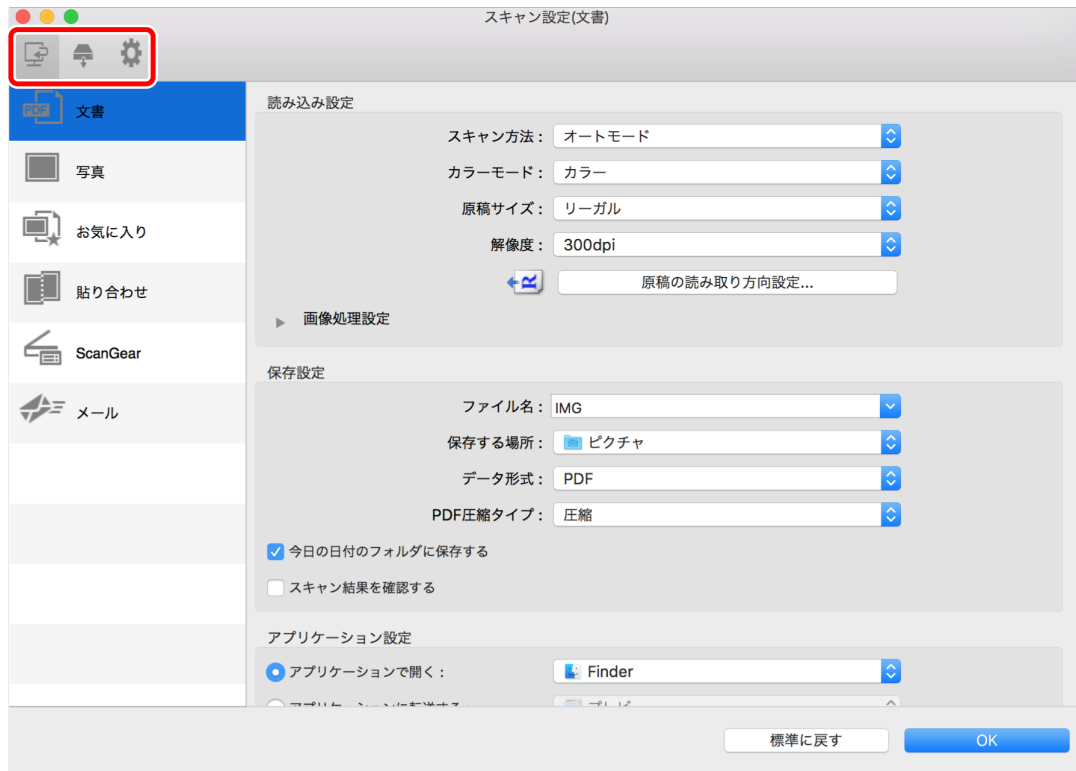 スキャン設定(文書)
PDF 文書
写真
お気に入り
貼り合わせ
ScanGear
メール
読み込み設定
スキャン方法： オートモード
カラーモード： カラー
原稿サイズ： リーガル
解像度： 300dpi
R 原稿の読み取り方向設定...
画像処理設定
保存設定
ファイル名： IMG
保存する場所： ピクチャ
データ形式： PDF
PDF圧縮タイプ： 圧縮
今日の日付のフォルダに保存する
スキャン結果を確認する
アプリケーション設定
アプリケーションで開く： Finder
標準に戻す OK